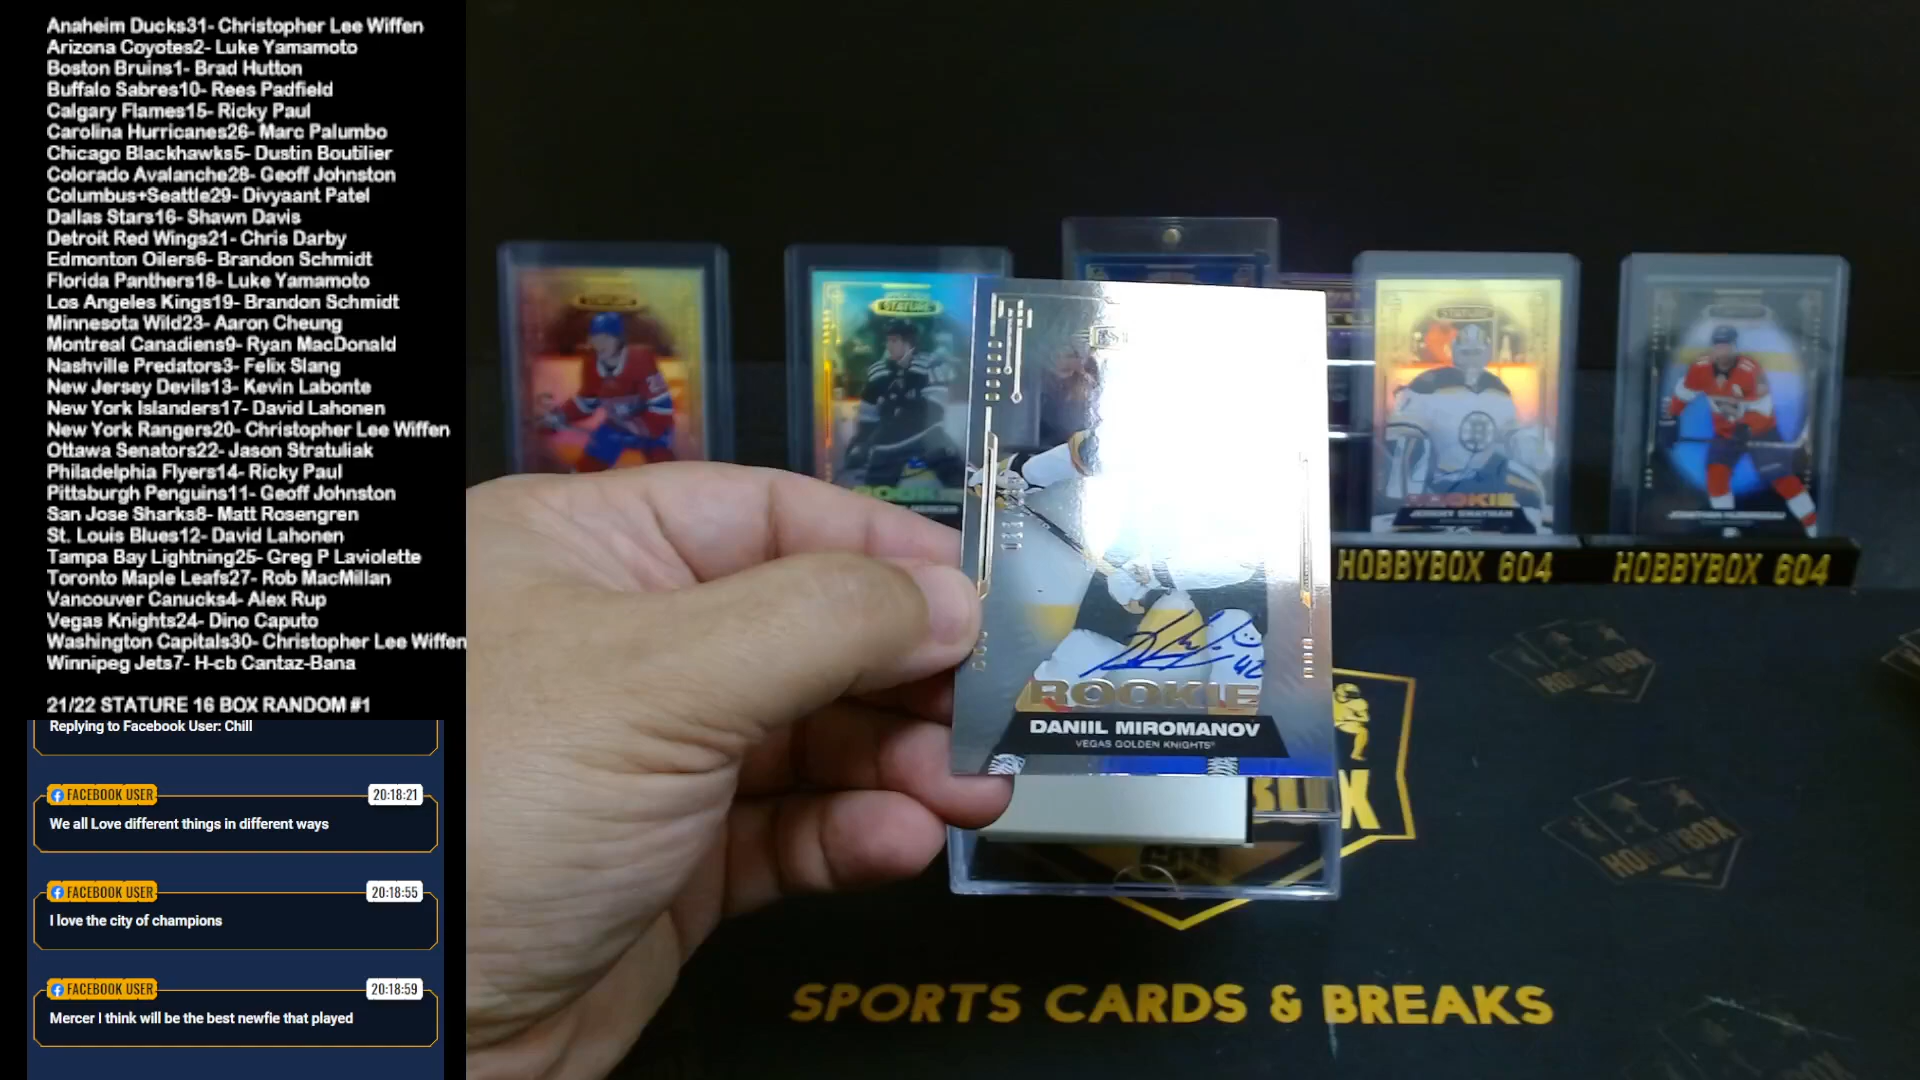 Anaheim Ducks31- Christopher Lee Wiffen
Arizona Coyotes2- Luke Yamamoto
Boston Bruins1- Brad Hutton
Buffalo Sabres10- Rees Padfield
Calgary Flames15- Ricky Paul
Carolina Hurricanes26- Marc Palumbo
Chicago Blackhawks5- Dustin Boutilier
Colorado Avalanche28- Geoff Johnston
Columbus+Seattle29- Divyaant Patel
Dallas Stars16- Shawn Davis
Detroit Red Wings21- Chris Darby
Edmonton Oilers6- Brandon Schmidt
Florida Panthers18- Luke Yamamoto
Los Angeles Kings19- Brandon Schmidt
Minnesota Wild23- Aaron Cheung
Montreal Canadiens9- Ryan MacDonald
Nashville Predators3- Felix Slang
New Jersey Devils13- Kevin Labonte
New York Islanders17- David Lahonen
New York Rangers20- Christopher Lee Wiffen
Ottawa Senators22- Jason Stratuliak
Philadelphia Flyers14- Ricky Paul
Pittsburgh Penguins11- Geoff Johnston
San Jose Sharks8- Matt Rosengren
St. Louis Blues12- David Lahonen
Tampa Bay Lightning25- Greg P Laviolette
Toronto Maple Leafs27- Rob MacMillan
Vancouver Canucks4- Alex Rup
Vegas Knights24- Dino Caputo
Washington Capitals30- Christopher Lee Wiffen
Winnipeg Jets7- H-cb Cantaz-Bana
21/22 STATURE 16 BOX RANDOM #1
Replying to Facebook User: Chill
FACEBOOK USER 20:18:21
We all Love different things in different ways
FACEBOOK USER 20:18:55
I love the city of champions
FACEBOOK USER 20:18:59
Mercer I think will be the best newfie that played
STATURE
STATURE
ROOKIE
STATURE
ROOKIE
JEREMY SWAYMAN
42
ROOKIE
DANIIL MIROMANOV
VEGAS GOLDEN KNIGHTS
HOBBYBOX 604
HOBBYBOX 604
HOBBYBOX
SPORTS CARDS & BREAKS